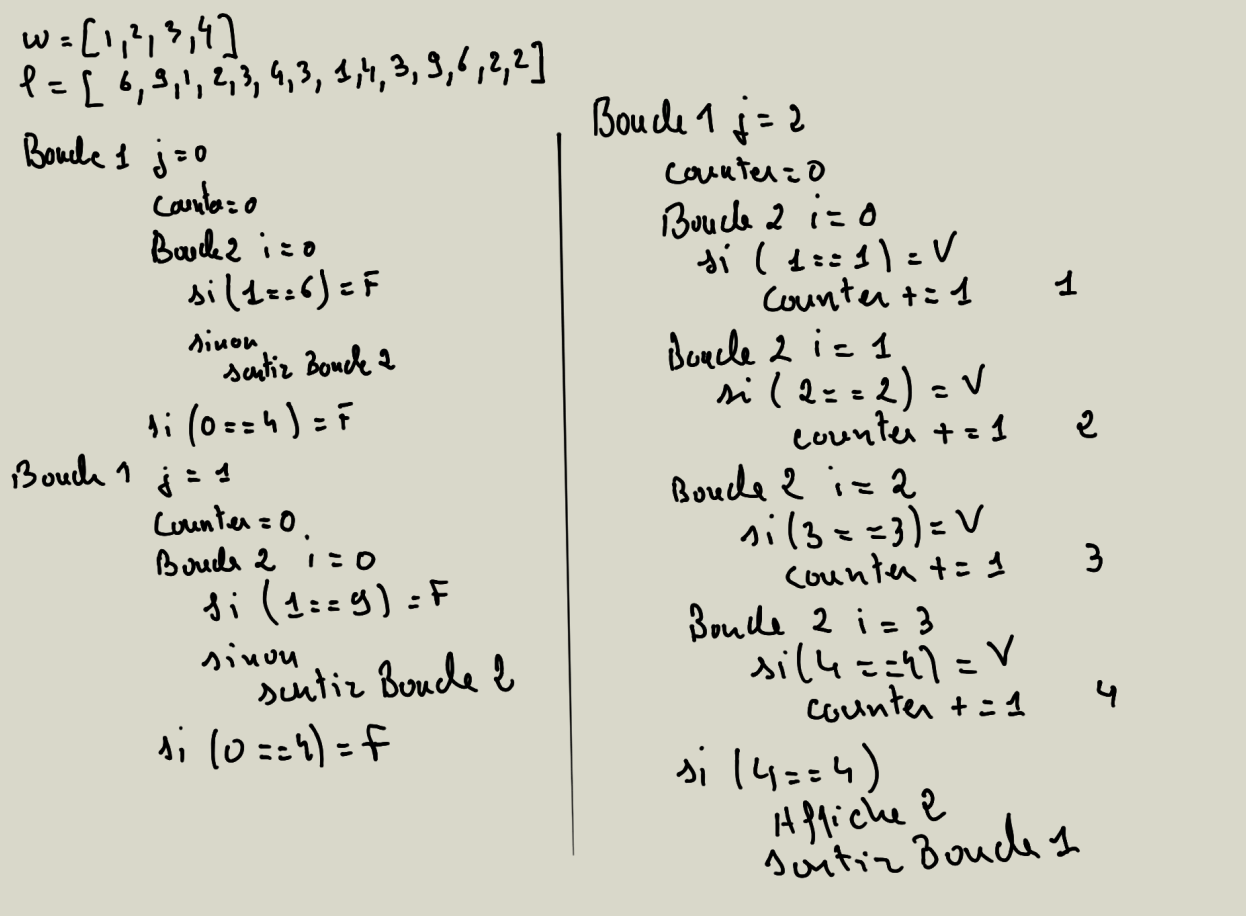 w = [1, 2, 3, 4]
l = [ 6, 9, 1, 2, 3, 4, 3, 1, 4, 3, 9, 6, 2, 2]
Boucle 1 j = 0
counter = 0
Boucle 2 i = 0
si (1 == 6) = F
sinon
sortir Boucle 2
si (0 == 4) = F
Boucle 1 j = 1
counter = 0
Boucle 2 i = 0
si (1 == 9) = F
sinon
sortir Boucle 2
si (0 == 4) = F
Boucle 1 j = 2
counter = 0
Boucle 2 i = 0
si (1 == 1) = V
counter += 1 1
Boucle 2 i = 1
si (2 == 2) = V
counter += 1 2
Boucle 2 i = 2
si (3 == 3) = V
counter += 1 3
Boucle 2 i = 3
si (4 == 4) = V
counter += 1 4
si (4 == 4)
Affiche 2
sortir Boucle 1